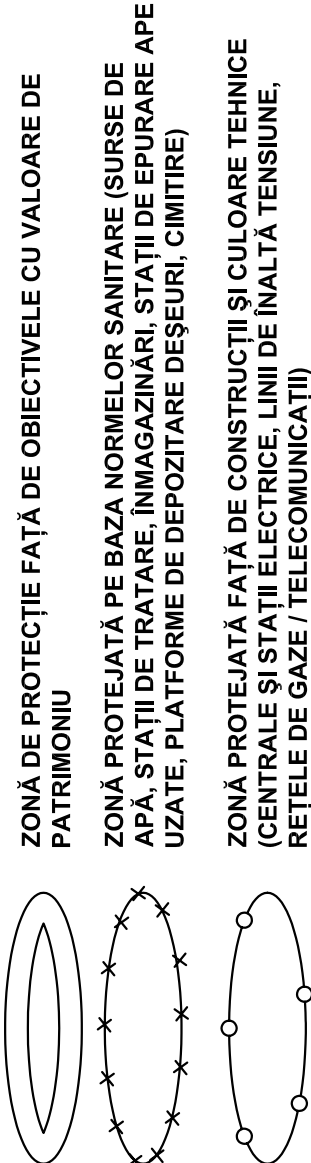 ZONĂ DE PROTECȚIE FAȚĂ DE OBIECTIVELE CU VALOARE DE
PATRIMONIU
ZONĂ PROTEJATĂ PE BAZA NORMELOR SANITARE (SURSE DE
APĂ, STAȚII DE TRATARE, ÎNMAGAZINĂRI, STAȚII DE EPURARE APE
UZATE, PLATFORME DE DEPOZITARE DEȘEURI, CIMITIRE)
ZONĂ PROTEJATĂ FAȚĂ DE CONSTRUCȚII ȘI CULOARE TEHNICE
(CENTRALE ȘI STAȚII ELECTRICE, LINII DE ÎNALTĂ TENSIUNE,
REȚELE DE GAZE / TELECOMUNICAȚII)